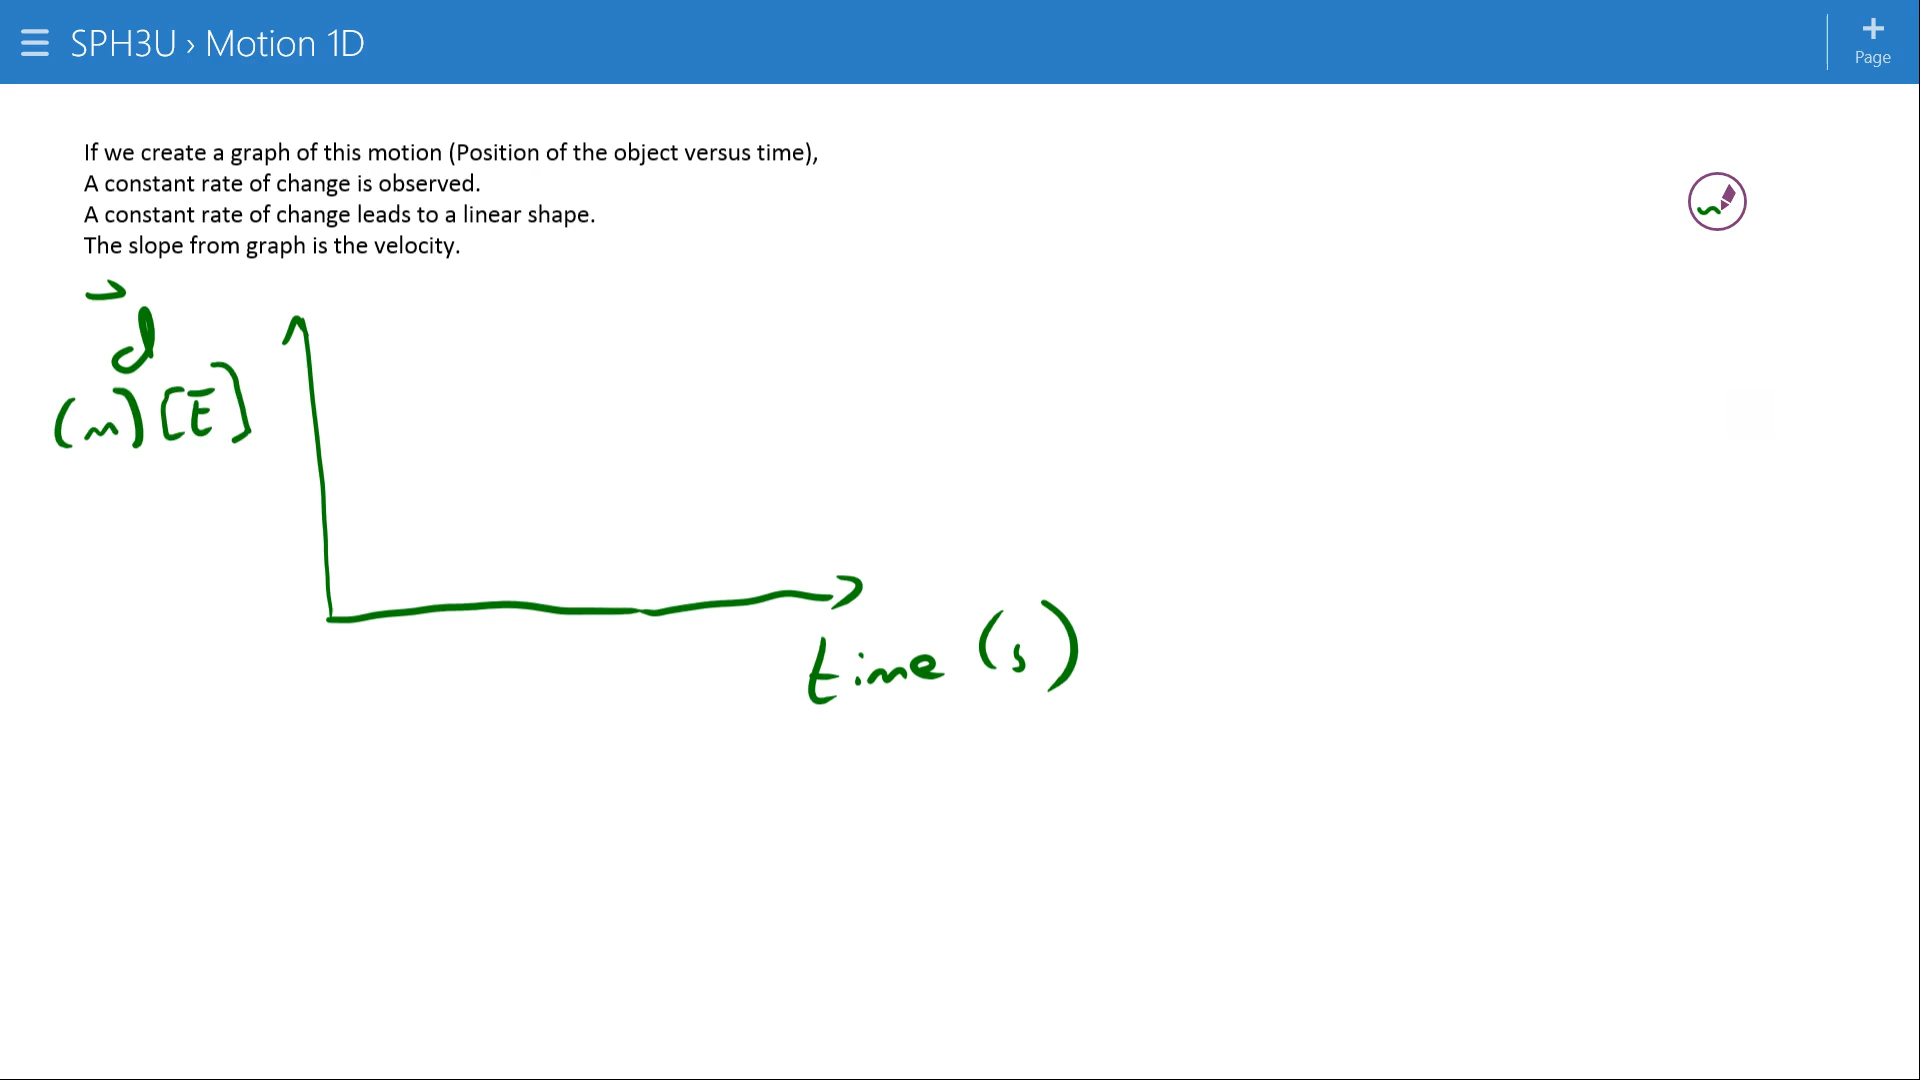 SPH3U › Motion 1D
Page
If we create a graph of this motion (Position of the object versus time),
A constant rate of change is observed.
A constant rate of change leads to a linear shape.
The slope from graph is the velocity.
d
(m) [E]
time (s)